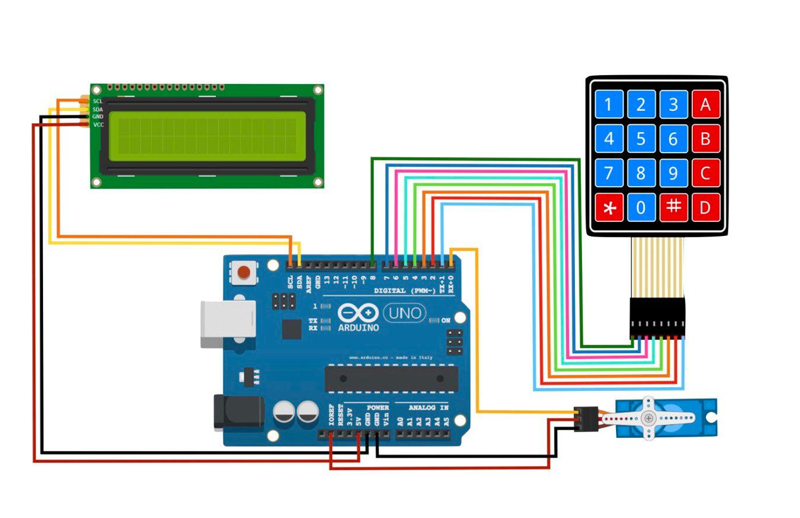 SCL
SDA
GND
VCC
1 2 3 A
4 5 6 B
7 8 9 C
* 0 # D
SCL
SDA
AREF
GND
13
12
~11
~10
~9
8
7
6
5
4
3
2
TX→1
RX←0
DIGITAL (PWM~)
1
TX
RX
UNO
ON
ARDUINO
www.arduino.cc - made in Italy
POWER
ANALOG IN
IOREF
RESET
3.3V
5V
GND
GND
Vin
A0
A1
A2
A3
A4
A5